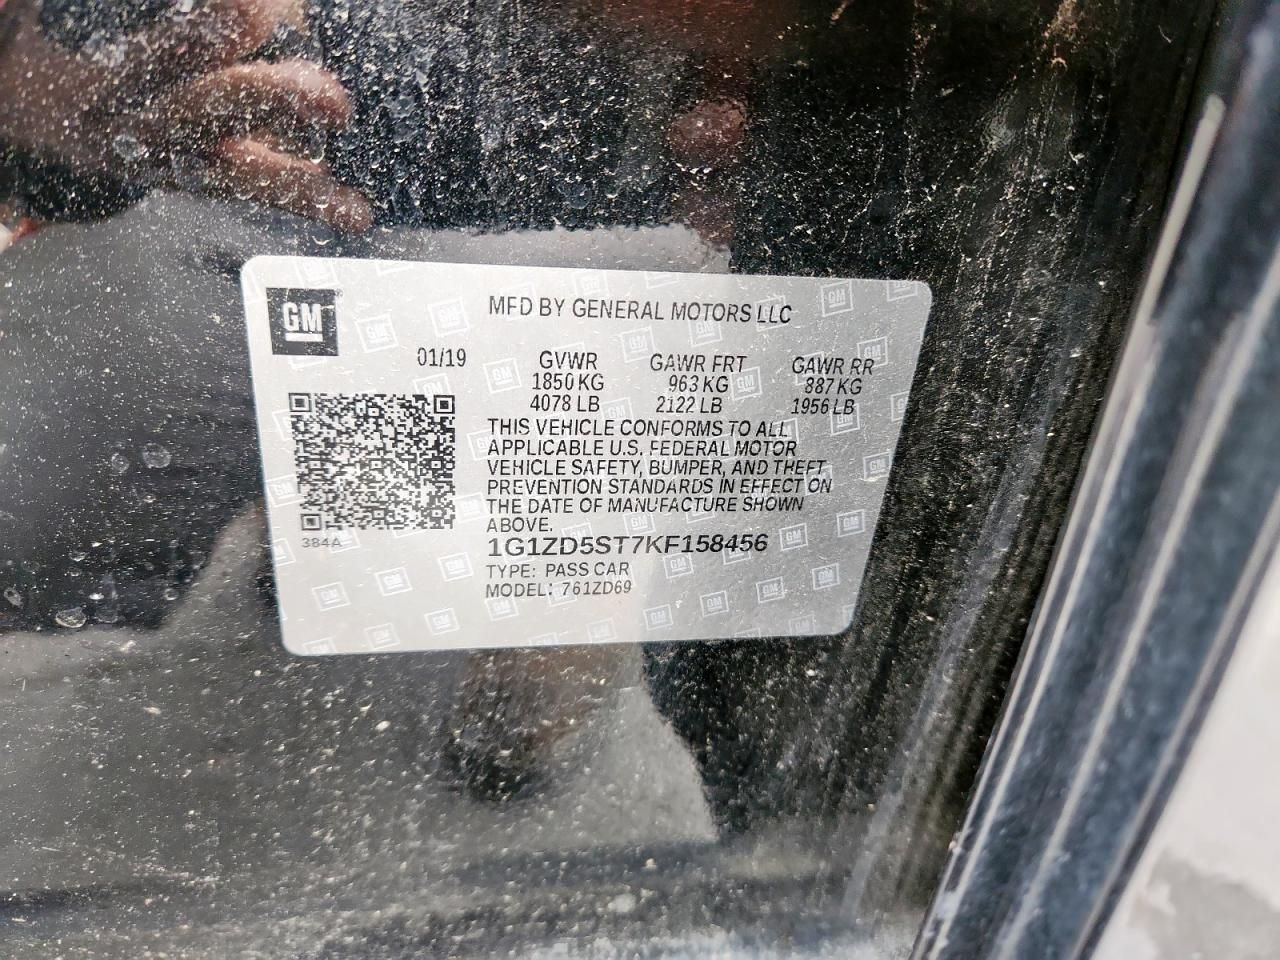 GM
MFD BY GENERAL MOTORS LLC
01/19 GVWR GAWR FRT GAWR RR
1850 KG 963 KG 887 KG
4078 LB 2122 LB 1956 LB
THIS VEHICLE CONFORMS TO ALL
APPLICABLE U.S. FEDERAL MOTOR
VEHICLE SAFETY, BUMPER, AND THEFT
PREVENTION STANDARDS IN EFFECT ON
THE DATE OF MANUFACTURE SHOWN
ABOVE.
384A
1G1ZD5ST7KF158456
TYPE: PASS CAR
MODEL: 761ZD69